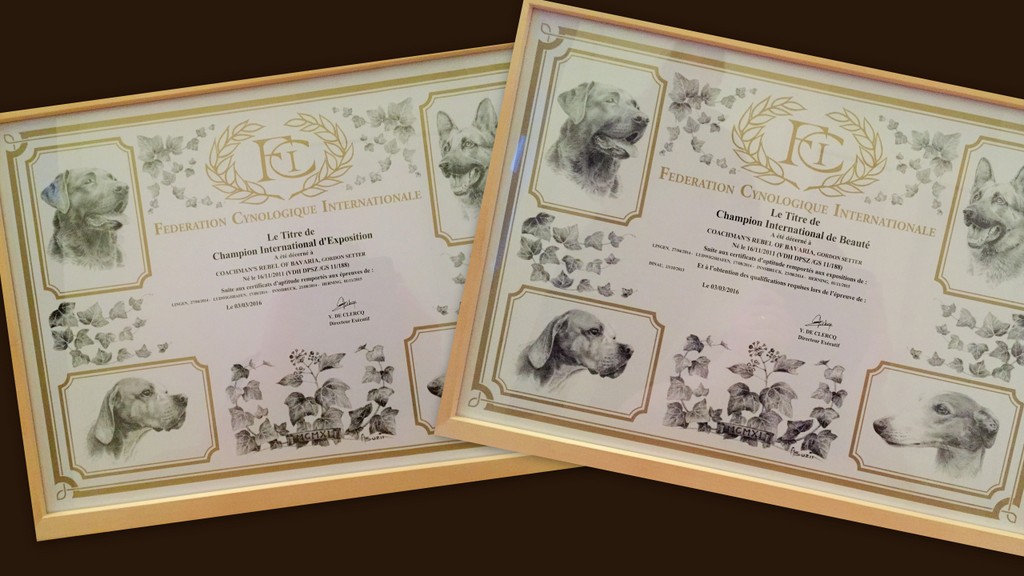 FCI
FEDERATION CYNOLOGIQUE INTERNATIONALE
Le Titre de
Champion International d'Exposition
A été décerné à
COACHMAN'S REBEL OF BAVARIA, GORDON SETTER
Né le 16/11/2011 (VDH DPSZ /GS 11/188)
Suite aux certificats d'aptitude remportés aux épreuves de :
Le 03/03/2016
Y. DE CLERCQ
Directeur Exécutif
FCI
FEDERATION CYNOLOGIQUE INTERNATIONALE
Le Titre de
Champion International de Beauté
A été décerné à
COACHMAN'S REBEL OF BAVARIA, GORDON SETTER
Né le 16/11/2011 (VDH DPSZ /GS 11/188)
Suite aux certificats d'aptitude remportés aux expositions de :
Et à l'obtention des qualifications requises lors de l'épreuve de :
Le 03/03/2016
Y. DE CLERCQ
Directeur Exécutif